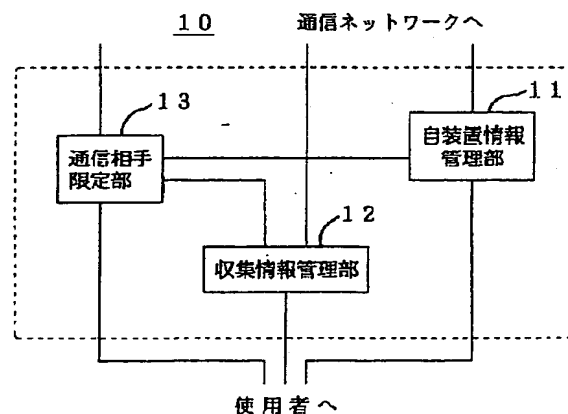 10
通信ネットワークへ
13
11
通信相手
限定部
自装置情報
管理部
12
収集情報管理部
使用者へ